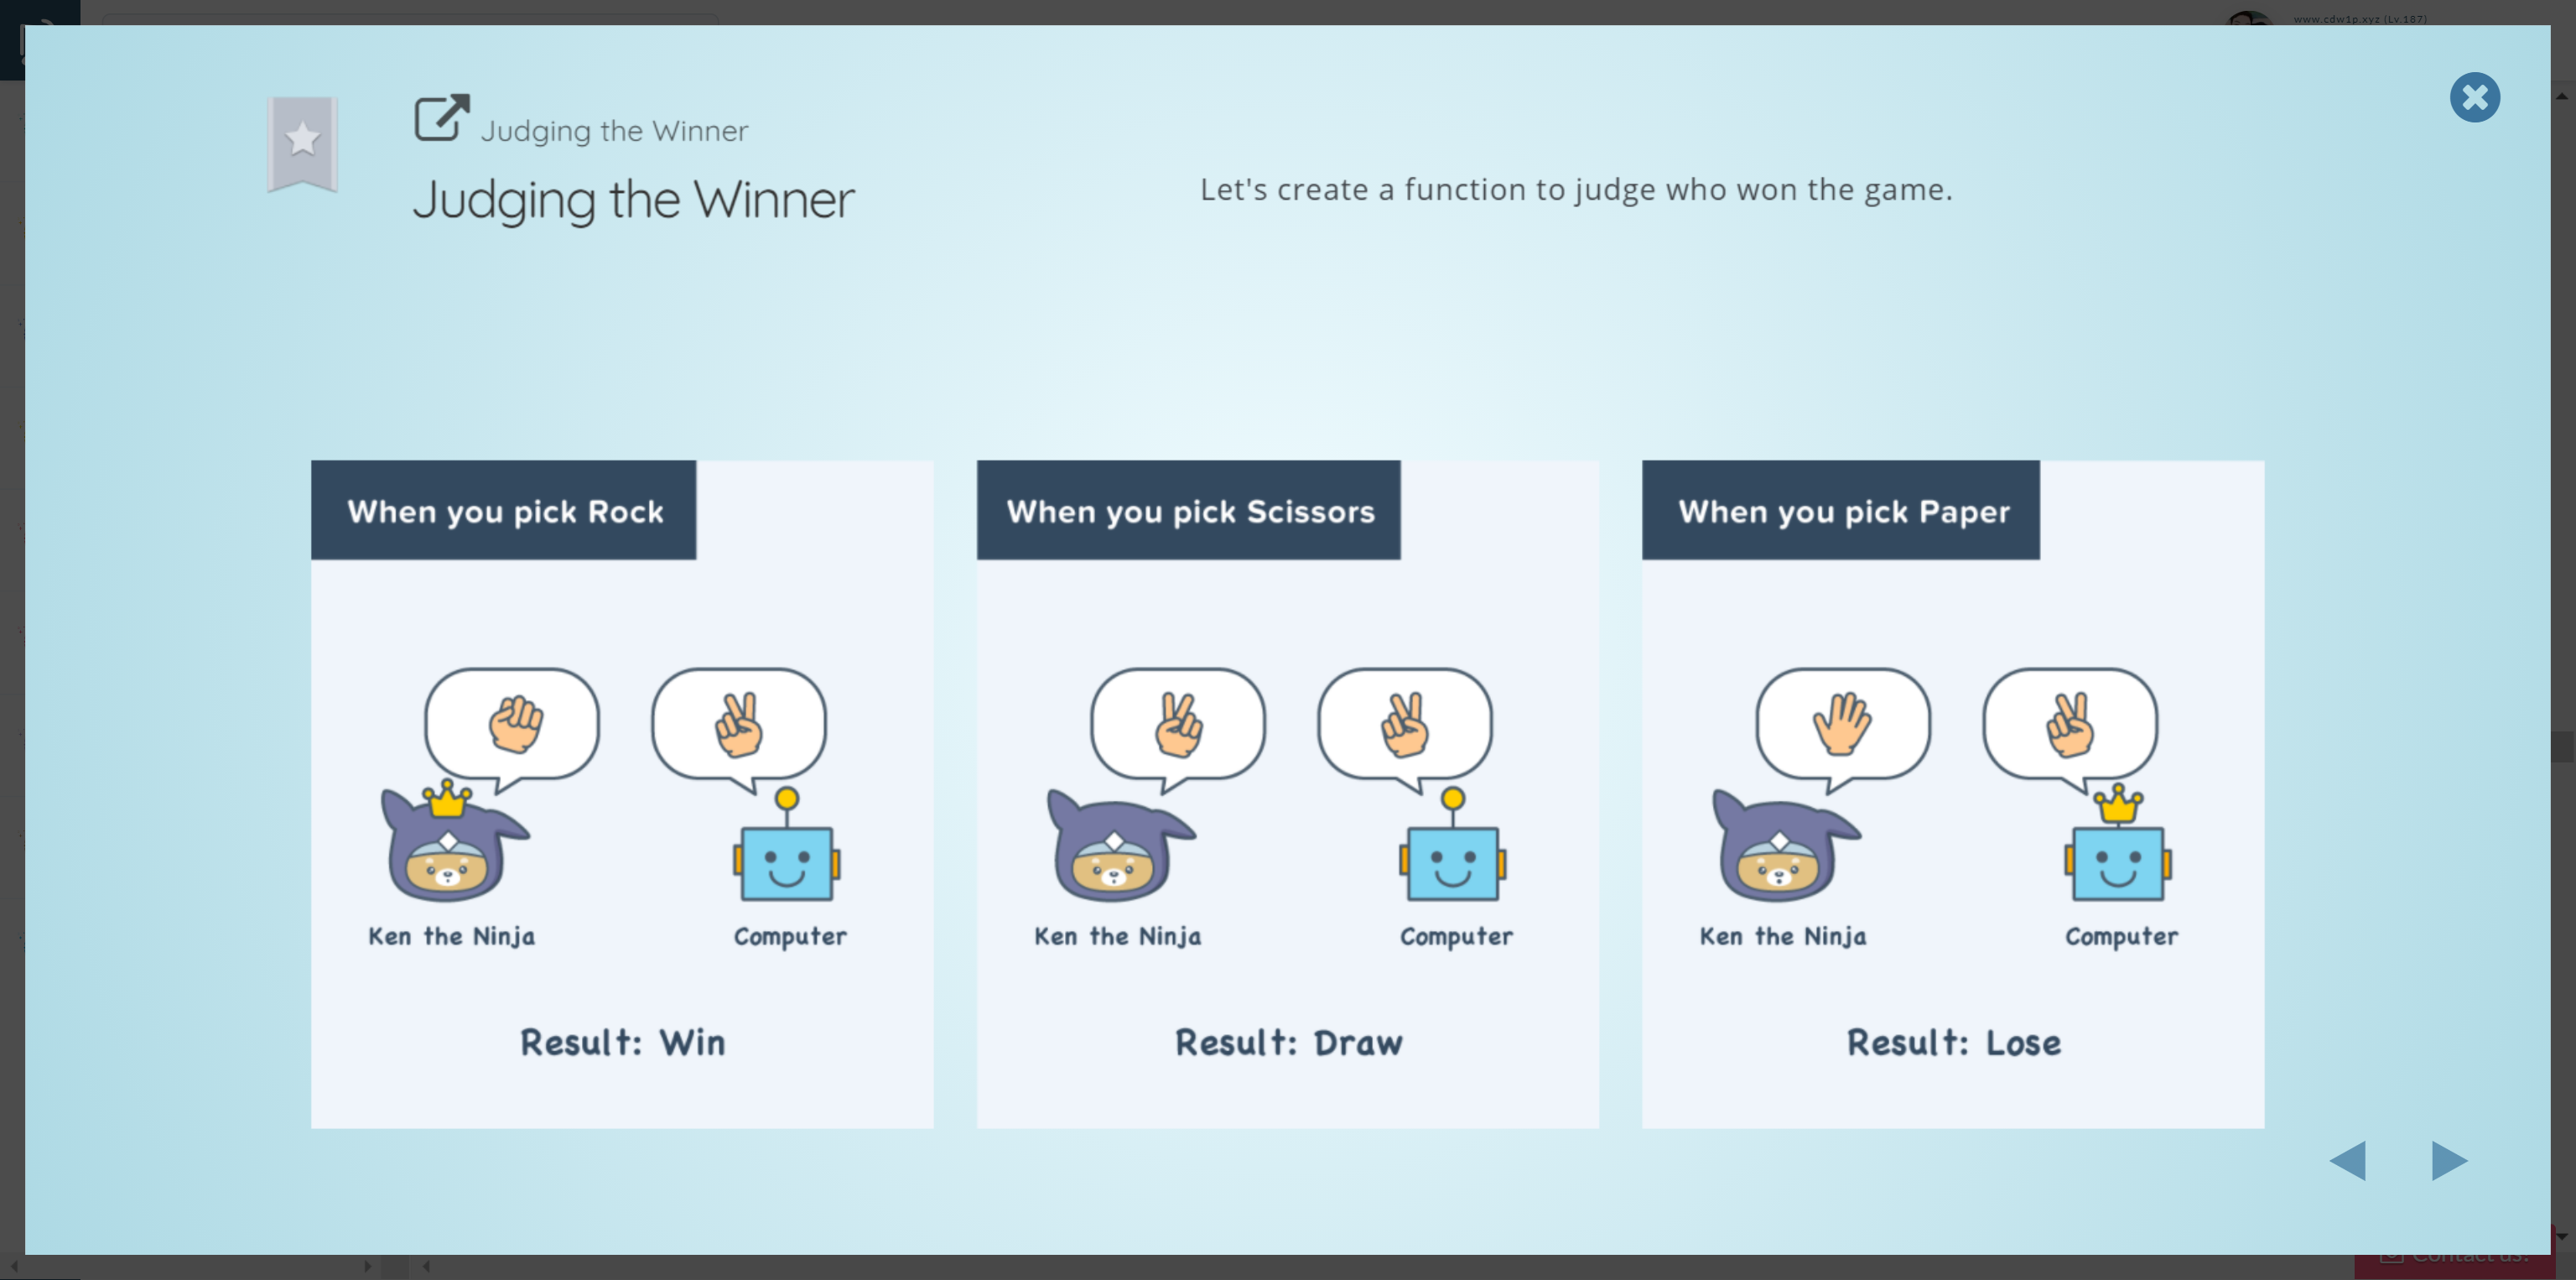 www.cdw1p.xyz (Lv.187)
Judging the Winner
Judging the Winner
Let's create a function to judge who won the game.
When you pick Rock
Ken the Ninja
Computer
Result: Win
When you pick Scissors
Ken the Ninja
Computer
Result: Draw
When you pick Paper
Ken the Ninja
Computer
Result: Lose
Contact us!